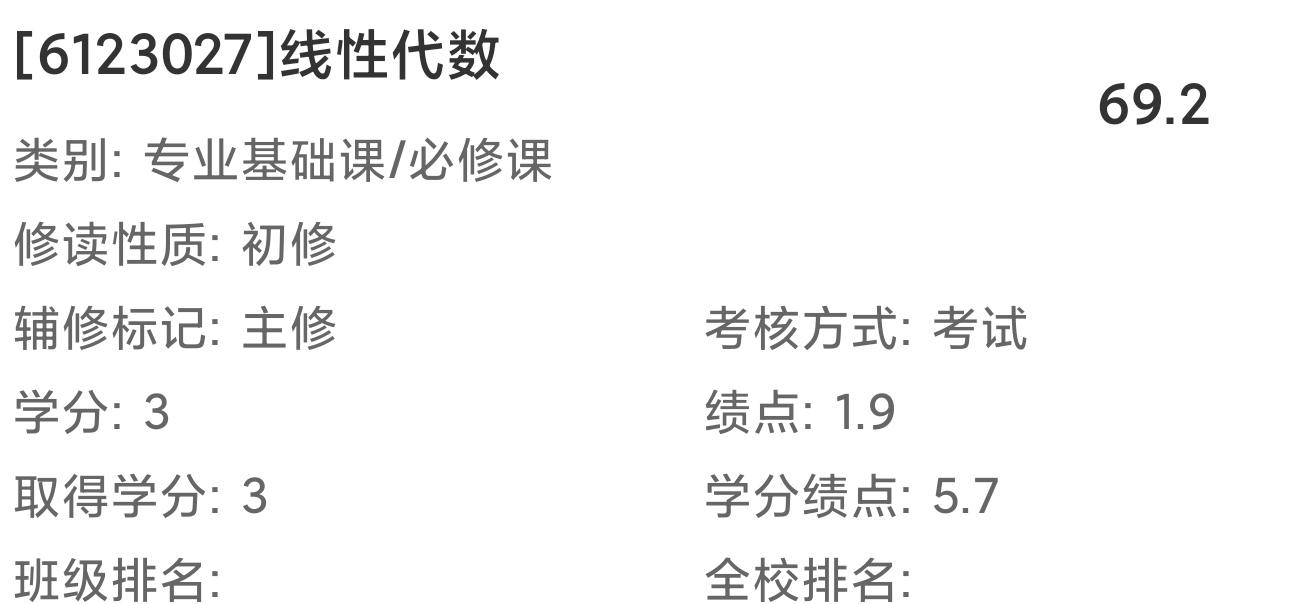 [6123027]线性代数
69.2
类别: 专业基础课/必修课
修读性质: 初修
辅修标记: 主修 考核方式: 考试
学分: 3 绩点: 1.9
取得学分: 3 学分绩点: 5.7
班级排名: 全校排名: